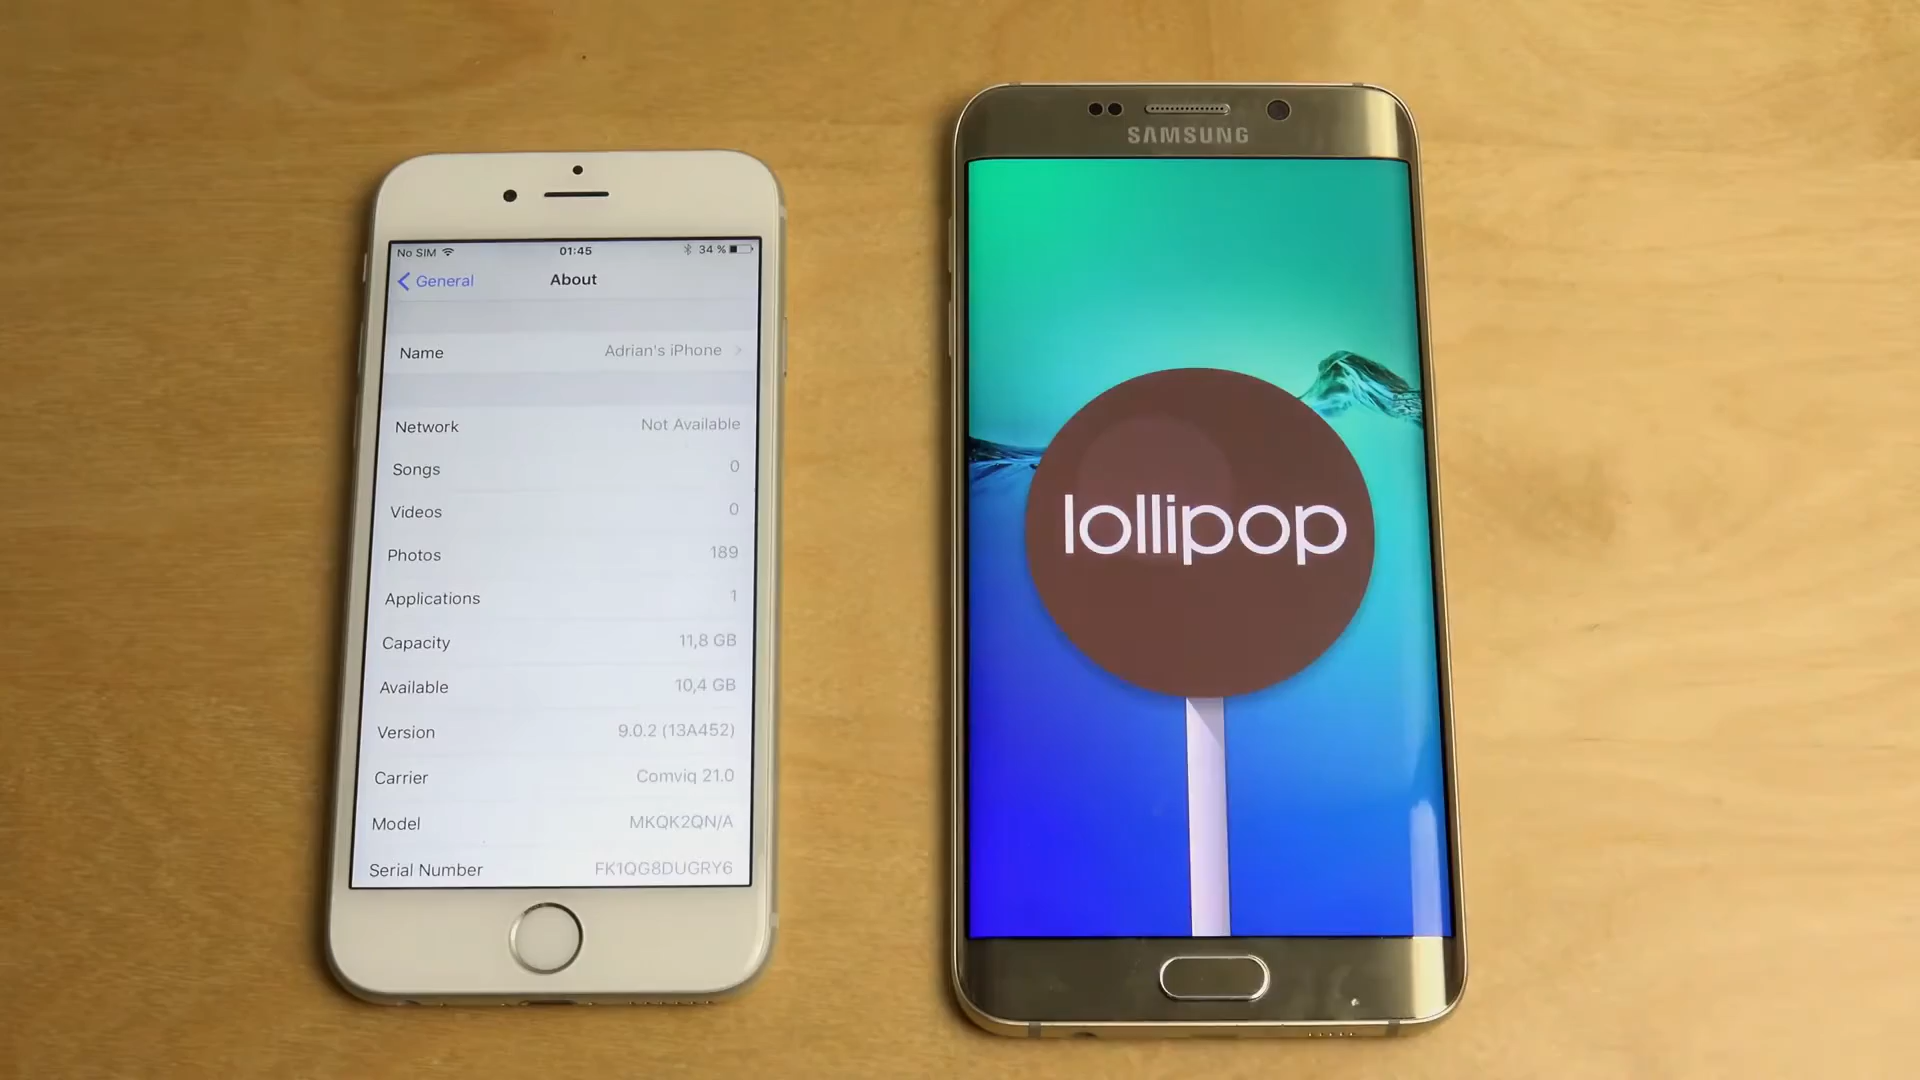 No SIM 01:45 34 %
General About
Name Adrian's iPhone
Network Not Available
Songs 0
Videos 0
Photos 189
Applications 1
Capacity 11,8 GB
Available 10,4 GB
Version 9.0.2 (13A452)
Carrier Comviq 21.0
Model MKQK2QN/A
Serial Number FK1QG8DUGRY6
SAMSUNG
lollipop